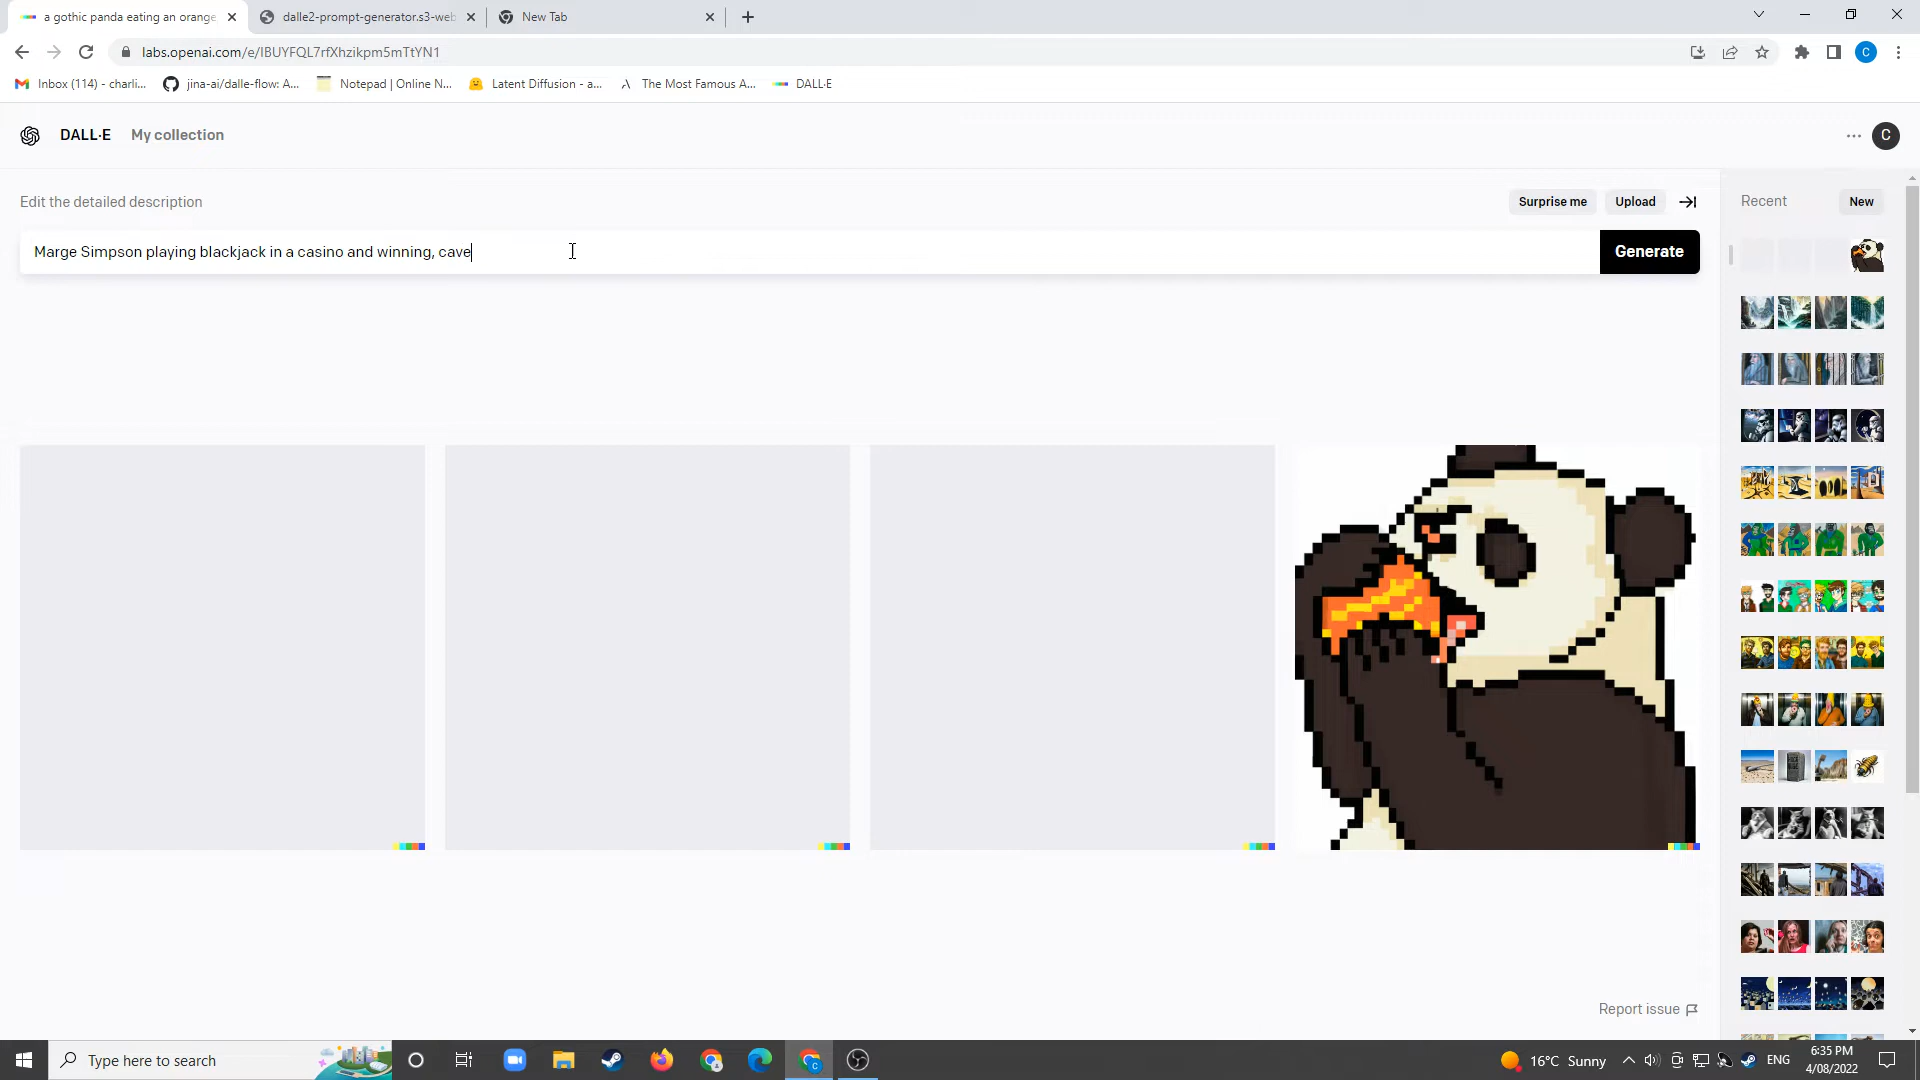 a gothic panda eating an orange
dalle2-prompt-generator.s3-web
New Tab
labs.openai.com/e/IBUYFQL7rfXhzikpm5mTtYN1
C
Inbox (114) - charli...
jina-ai/dalle-flow: A...
Notepad | Online N...
Latent Diffusion - a...
The Most Famous A...
DALL·E
DALL·E
My collection
C
Edit the detailed description
Surprise me
Upload
Recent
New
Marge Simpson playing blackjack in a casino and winning, cave
Generate
Report issue
Type here to search
16°C Sunny
ENG
6:35 PM
4/08/2022